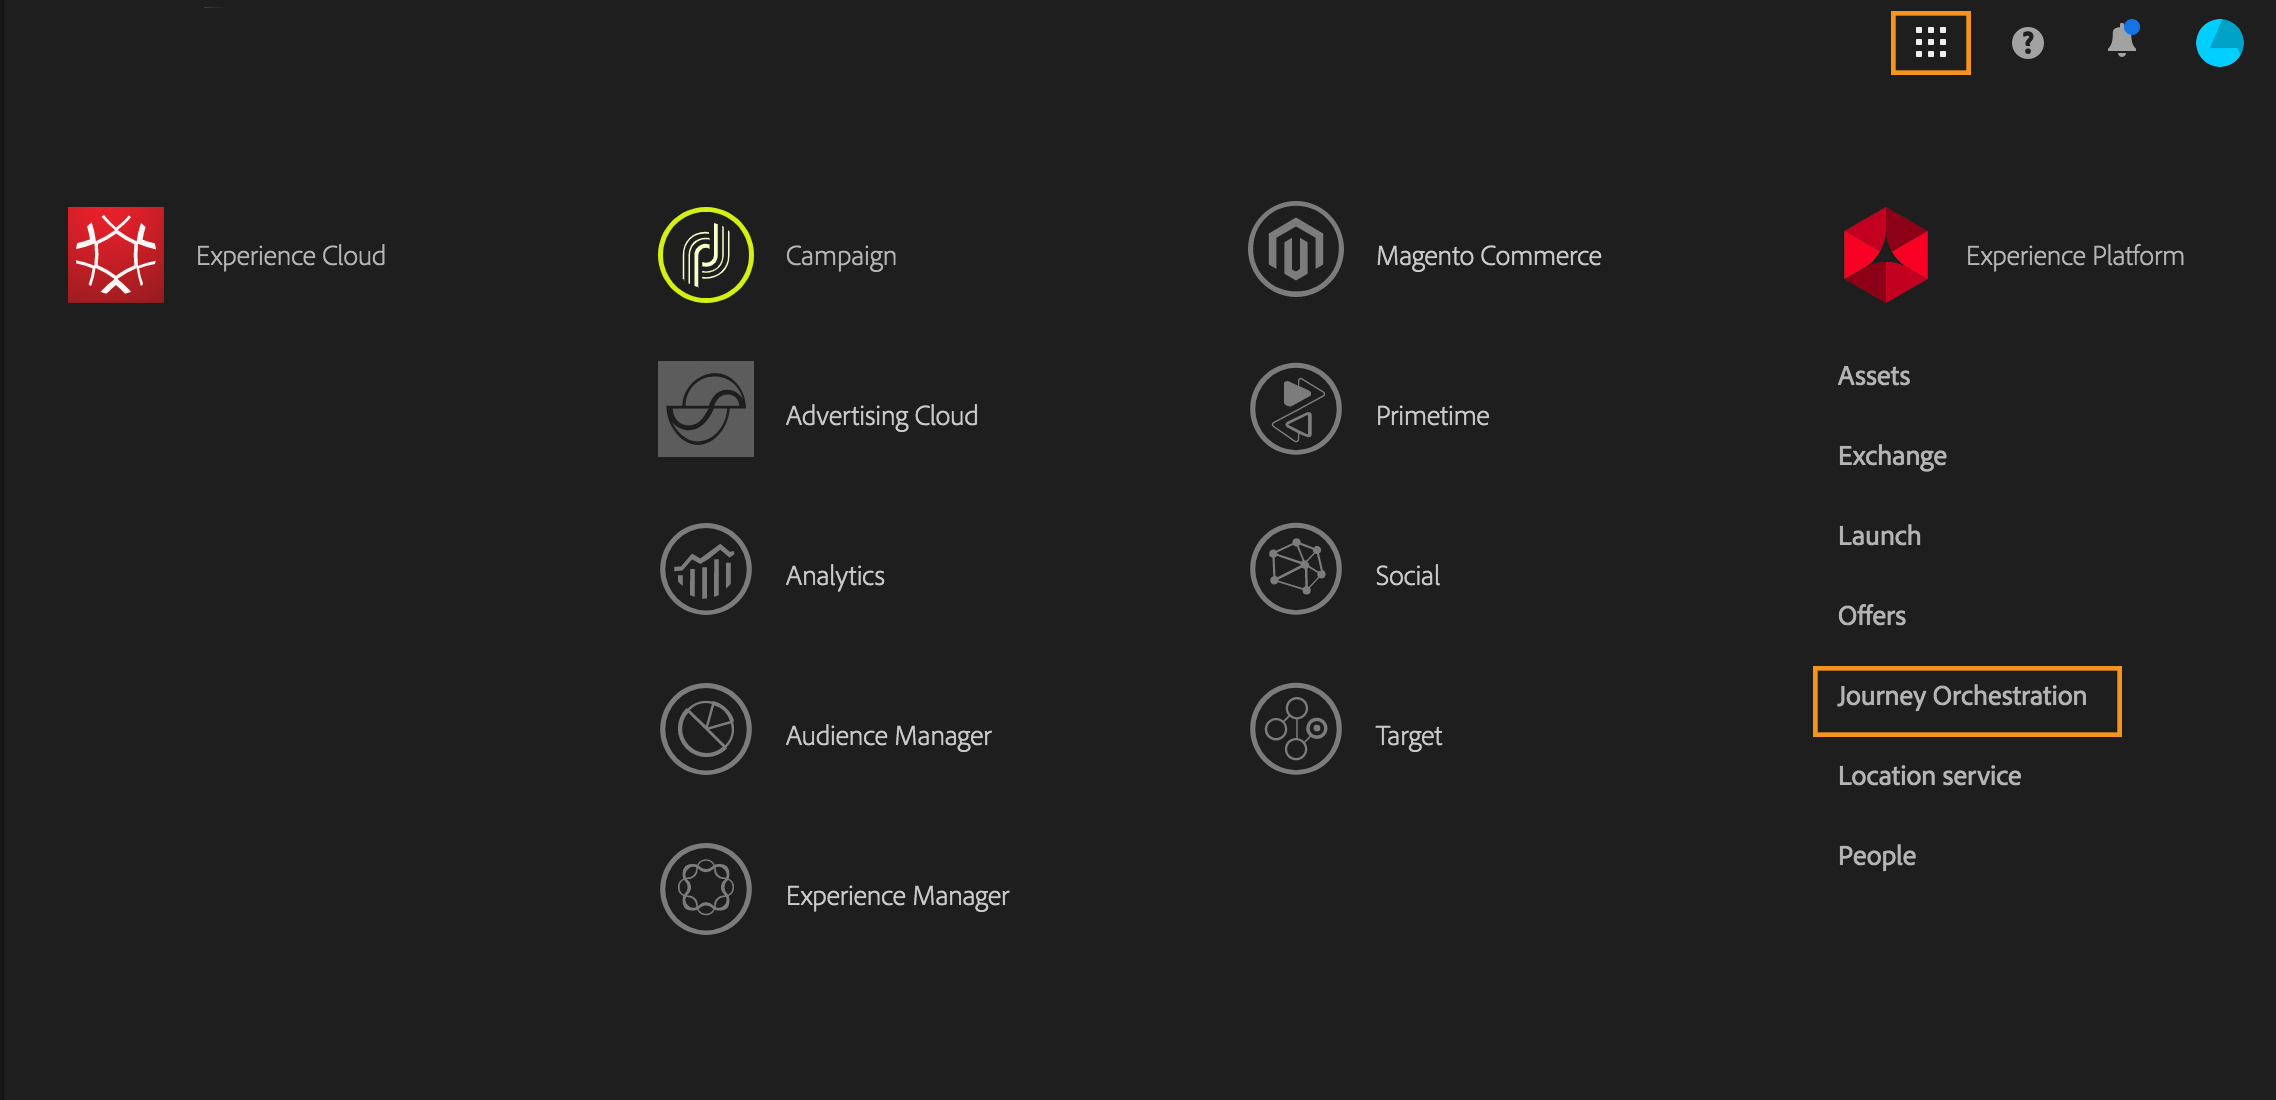 Experience Cloud
Campaign
Advertising Cloud
Analytics
Audience Manager
Experience Manager
Magento Commerce
Primetime
Social
Target
Experience Platform
Assets
Exchange
Launch
Offers
Journey Orchestration
Location service
People